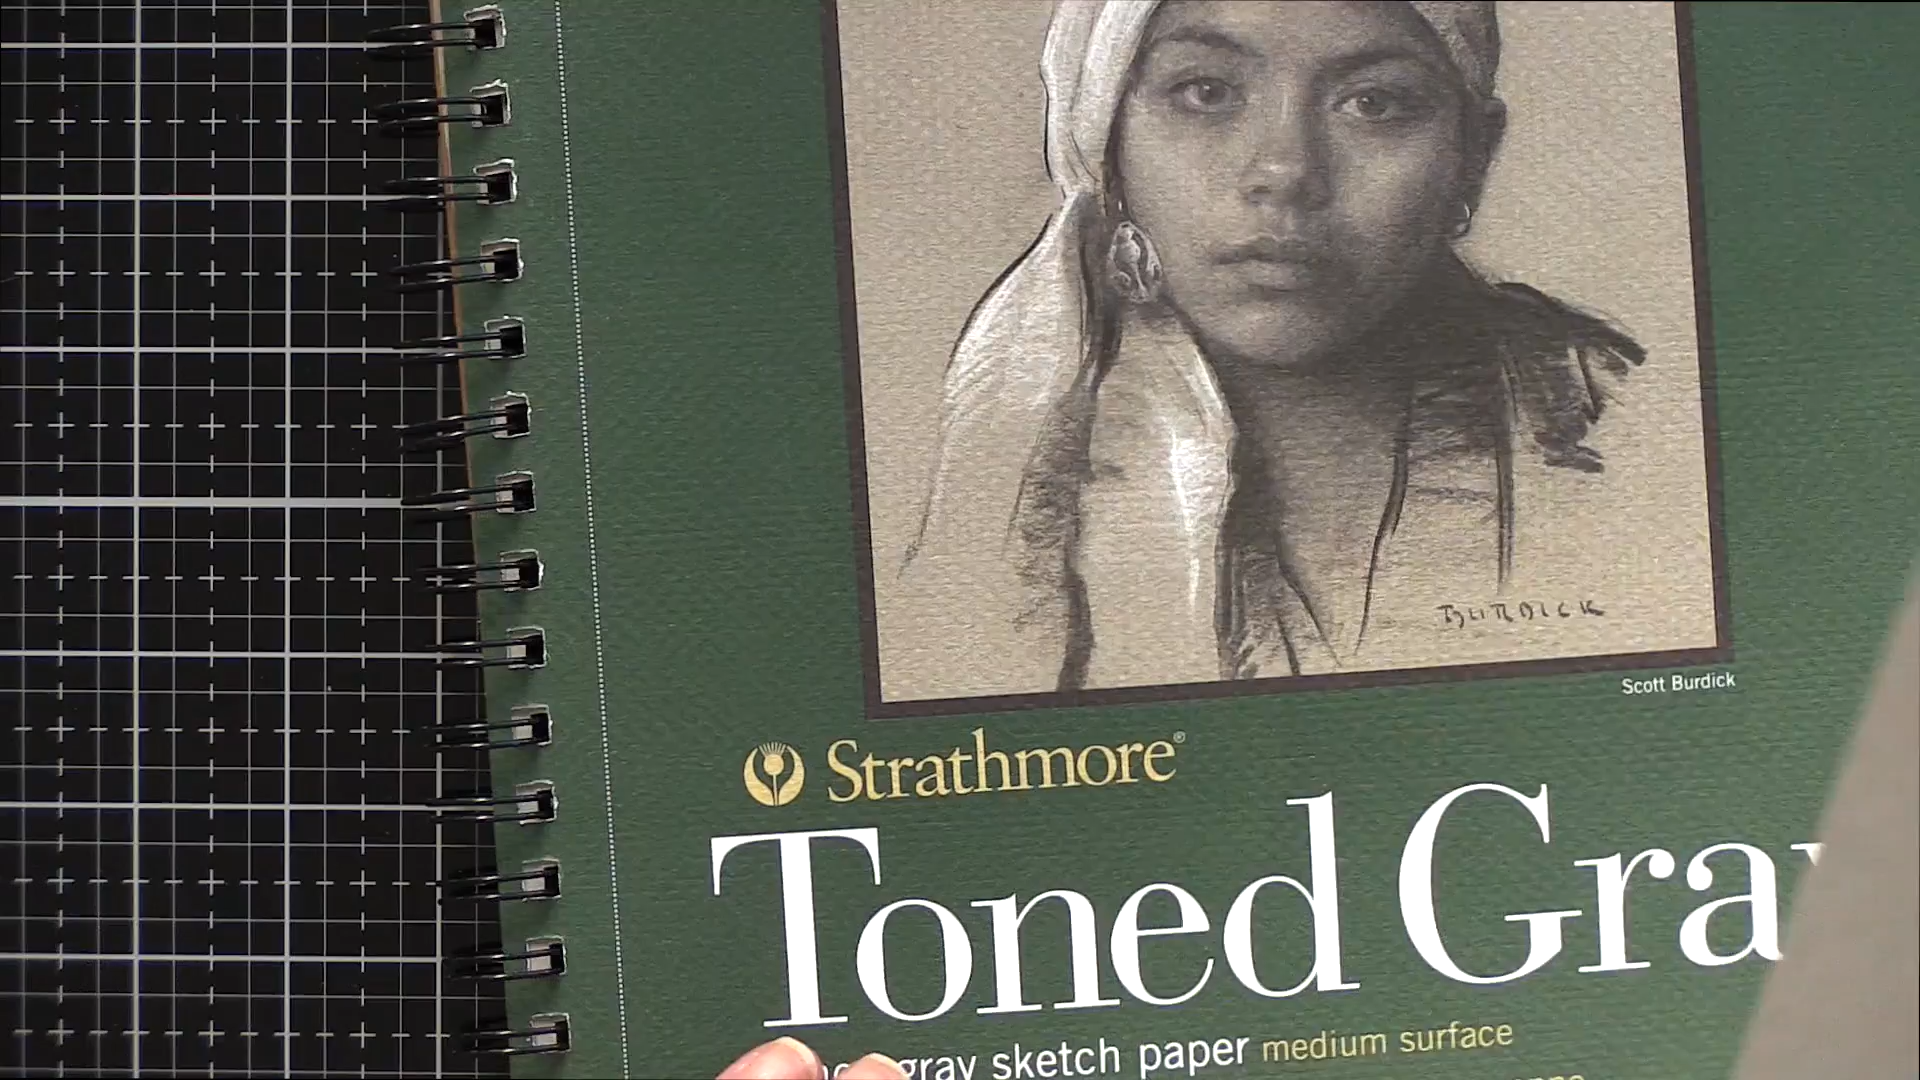 BURDICK
Scott Burdick
Strathmore®
Toned Gra
gray sketch paper medium surface